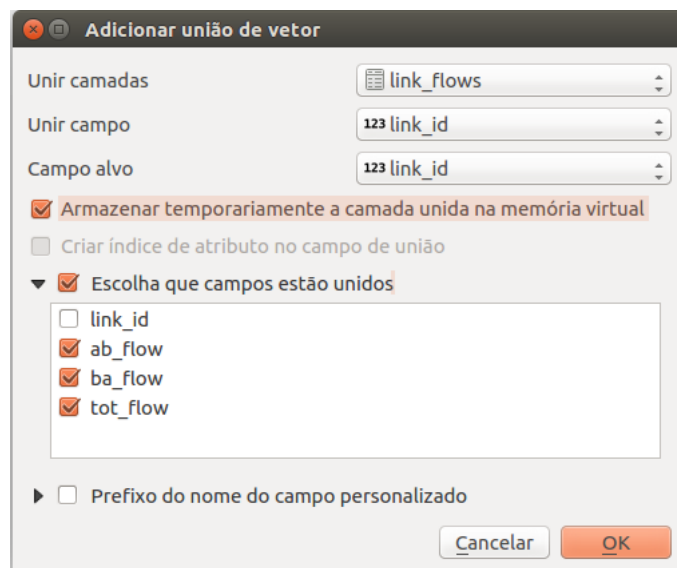 Adicionar união de vetor
Unir camadas link_flows
Unir campo 123 link_id
Campo alvo 123 link_id
Armazenar temporariamente a camada unida na memória virtual
Criar índice de atributo no campo de união
Escolha que campos estão unidos
link_id
ab_flow
ba_flow
tot_flow
Prefixo do nome do campo personalizado
Cancelar OK